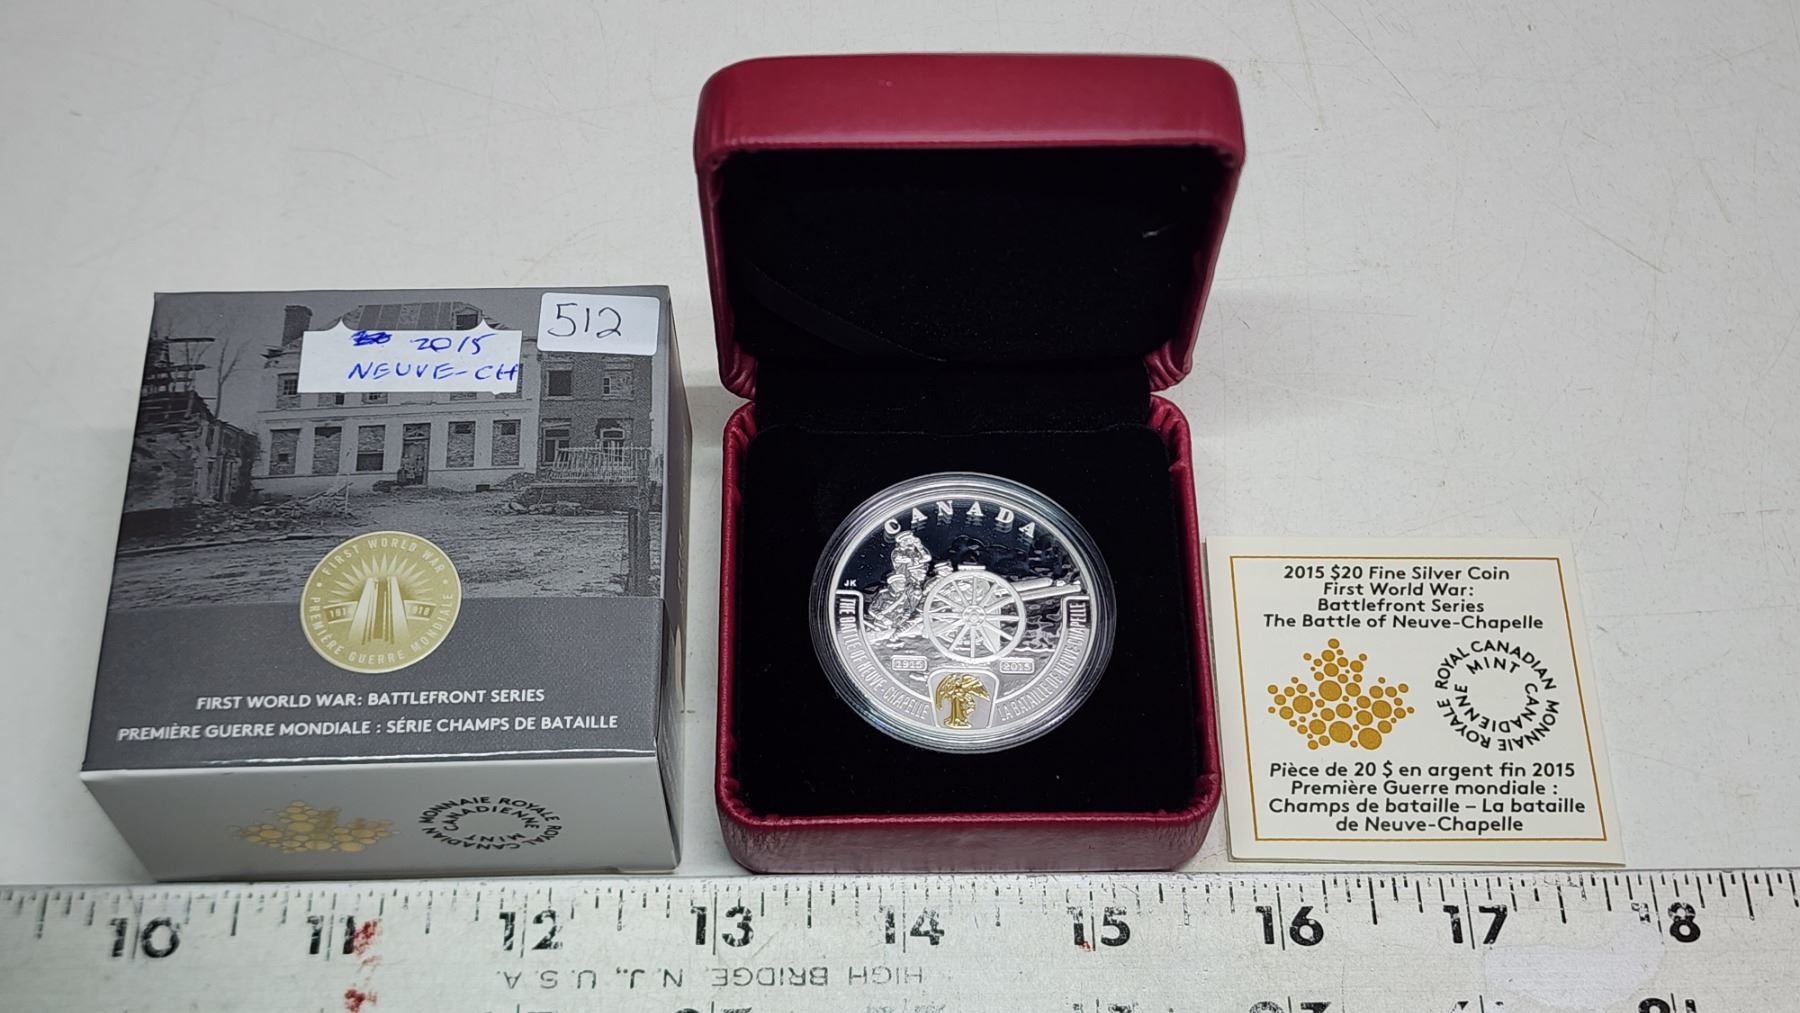 512
2015
NEUVE-CH
FIRST WORLD WAR
1914 1918
PREMIÈRE GUERRE MONDIALE
FIRST WORLD WAR: BATTLEFRONT SERIES
PREMIÈRE GUERRE MONDIALE : SÉRIE CHAMPS DE BATAILLE
MONNAIE ROYALE CANADIENNE
ROYAL CANADIAN MINT
CANADA
JK
THE BATTLE OF NEUVE-CHAPELLE
LA BATAILLE DE NEUVE-CHAPELLE
1915 2015
2015 $20 Fine Silver Coin
First World War:
Battlefront Series
The Battle of Neuve-Chapelle
ROYAL CANADIAN MINT
MONNAIE ROYALE CANADIENNE
Pièce de 20 $ en argent fin 2015
Première Guerre mondiale :
Champs de bataille – La bataille
de Neuve-Chapelle
10 11 12 13 14 15 16 17 18
HIGH BRIDGE, N.J., U.S.A.